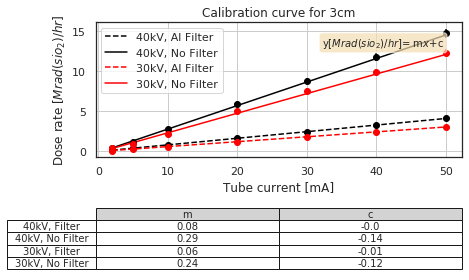 Calibration curve for 3cm
Dose rate [Mrad(sio₂)/hr]
15
10
5
0
40kV, Al Filter
40kV, No Filter
30kV, Al Filter
30kV, No Filter
y[Mrad(sio₂)/hr]=mx+c
0 10 20 30 40 50
Tube current [mA]
m c
40kV, Filter 0.08 -0.0
40kV, No Filter 0.29 -0.14
30kV, Filter 0.06 -0.01
30kV, No Filter 0.24 -0.12